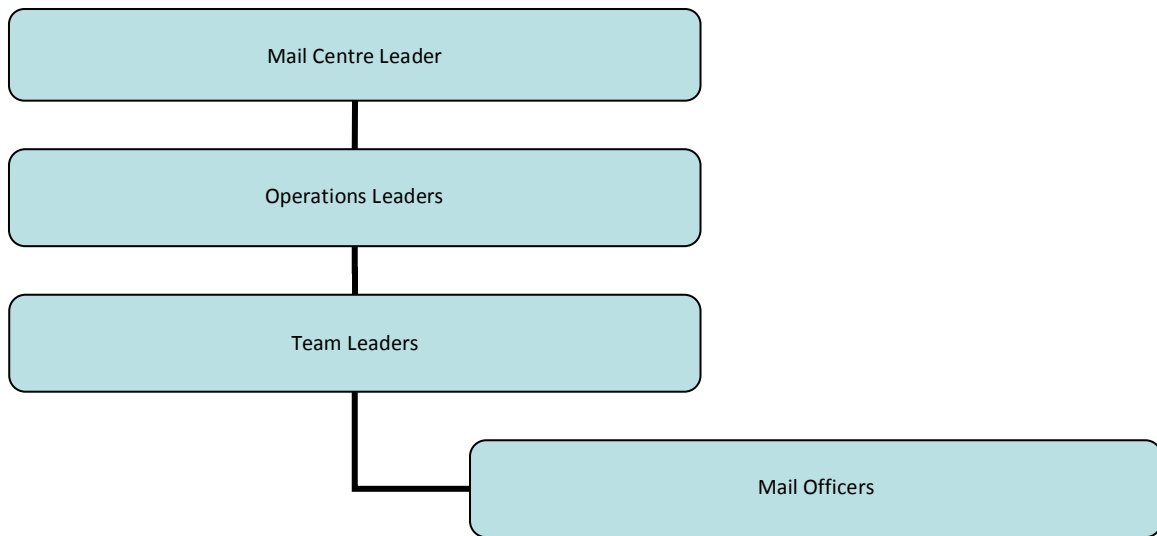 Mail Centre Leader
Operations Leaders
Team Leaders
Mail Officers